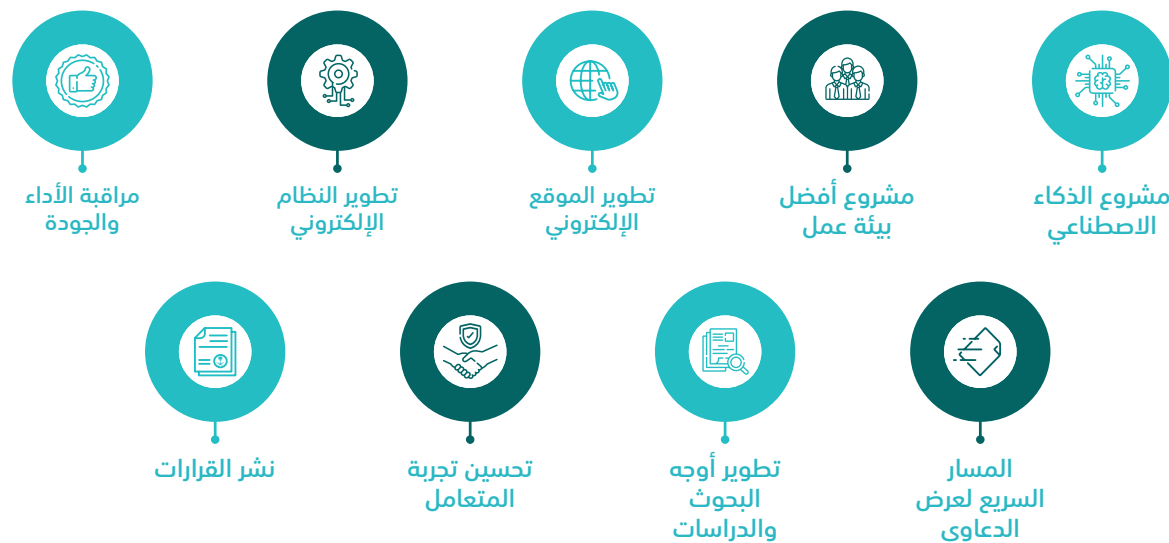 مشروع الذكاء
الاصطناعي
مشروع أفضل
بيئة عمل
تطوير الموقع
الإلكتروني
تطوير النظام
الإلكتروني
مراقبة الأداء
والجودة
المسار
السريع لعرض
الدعاوى
تطوير أوجه
البحوث
والدراسات
تحسين تجربة
المتعامل
نشر القرارات